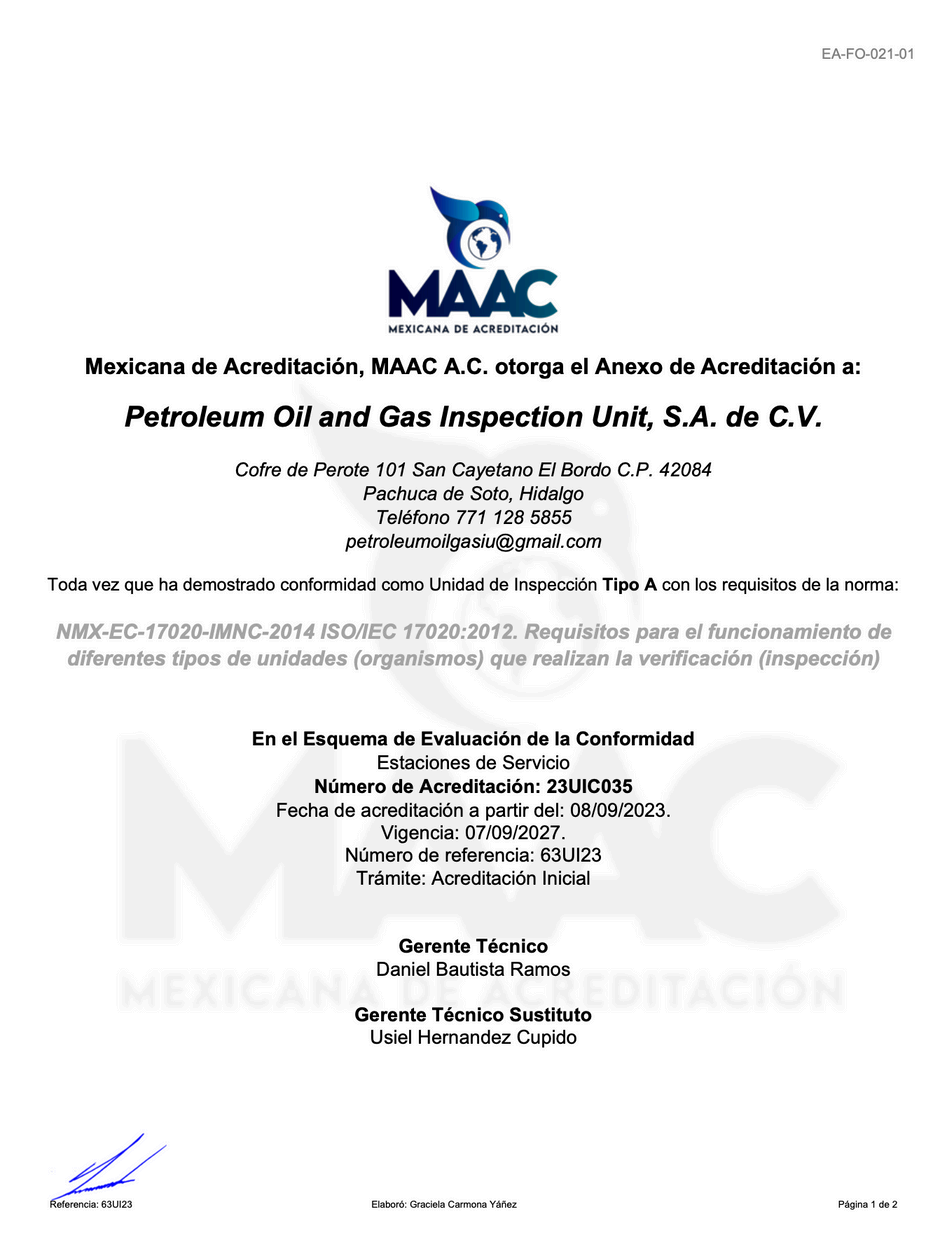 EA-FO-021-01
MAAC
MEXICANA DE ACREDITACIÓN
Mexicana de Acreditación, MAAC A.C. otorga el Anexo de Acreditación a:
Petroleum Oil and Gas Inspection Unit, S.A. de C.V.
Cofre de Perote 101 San Cayetano El Bordo C.P. 42084
Pachuca de Soto, Hidalgo
Teléfono 771 128 5855
petroleumoilgasiu@gmail.com
Toda vez que ha demostrado conformidad como Unidad de Inspección Tipo A con los requisitos de la norma:
NMX-EC-17020-IMNC-2014 ISO/IEC 17020:2012. Requisitos para el funcionamiento de
diferentes tipos de unidades (organismos) que realizan la verificación (inspección)
En el Esquema de Evaluación de la Conformidad
Estaciones de Servicio
Número de Acreditación: 23UIC035
Fecha de acreditación a partir del: 08/09/2023.
Vigencia: 07/09/2027.
Número de referencia: 63UI23
Trámite: Acreditación Inicial
MAAC
Gerente Técnico
Daniel Bautista Ramos
MEXICANA DE ACREDITACIÓN
Gerente Técnico Sustituto
Usiel Hernandez Cupido
Referencia: 63UI23
Elaboró: Graciela Carmona Yáñez
Página 1 de 2